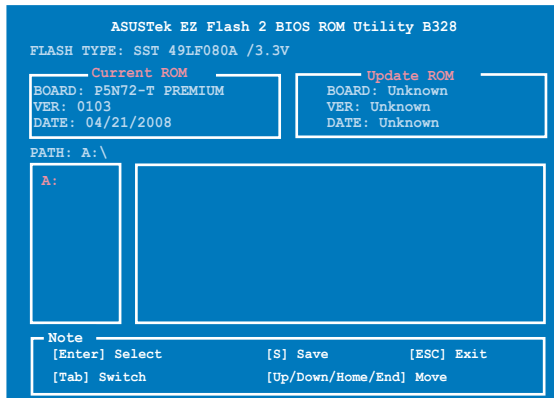 ASUSTek EZ Flash 2 BIOS ROM Utility B328
FLASH TYPE: SST 49LF080A /3.3V
Current ROM
BOARD: P5N72-T PREMIUM
VER: 0103
DATE: 04/21/2008
Update ROM
BOARD: Unknown
VER: Unknown
DATE: Unknown
PATH: A:\
A:
Note
[Enter] Select [S] Save [ESC] Exit
[Tab] Switch [Up/Down/Home/End] Move